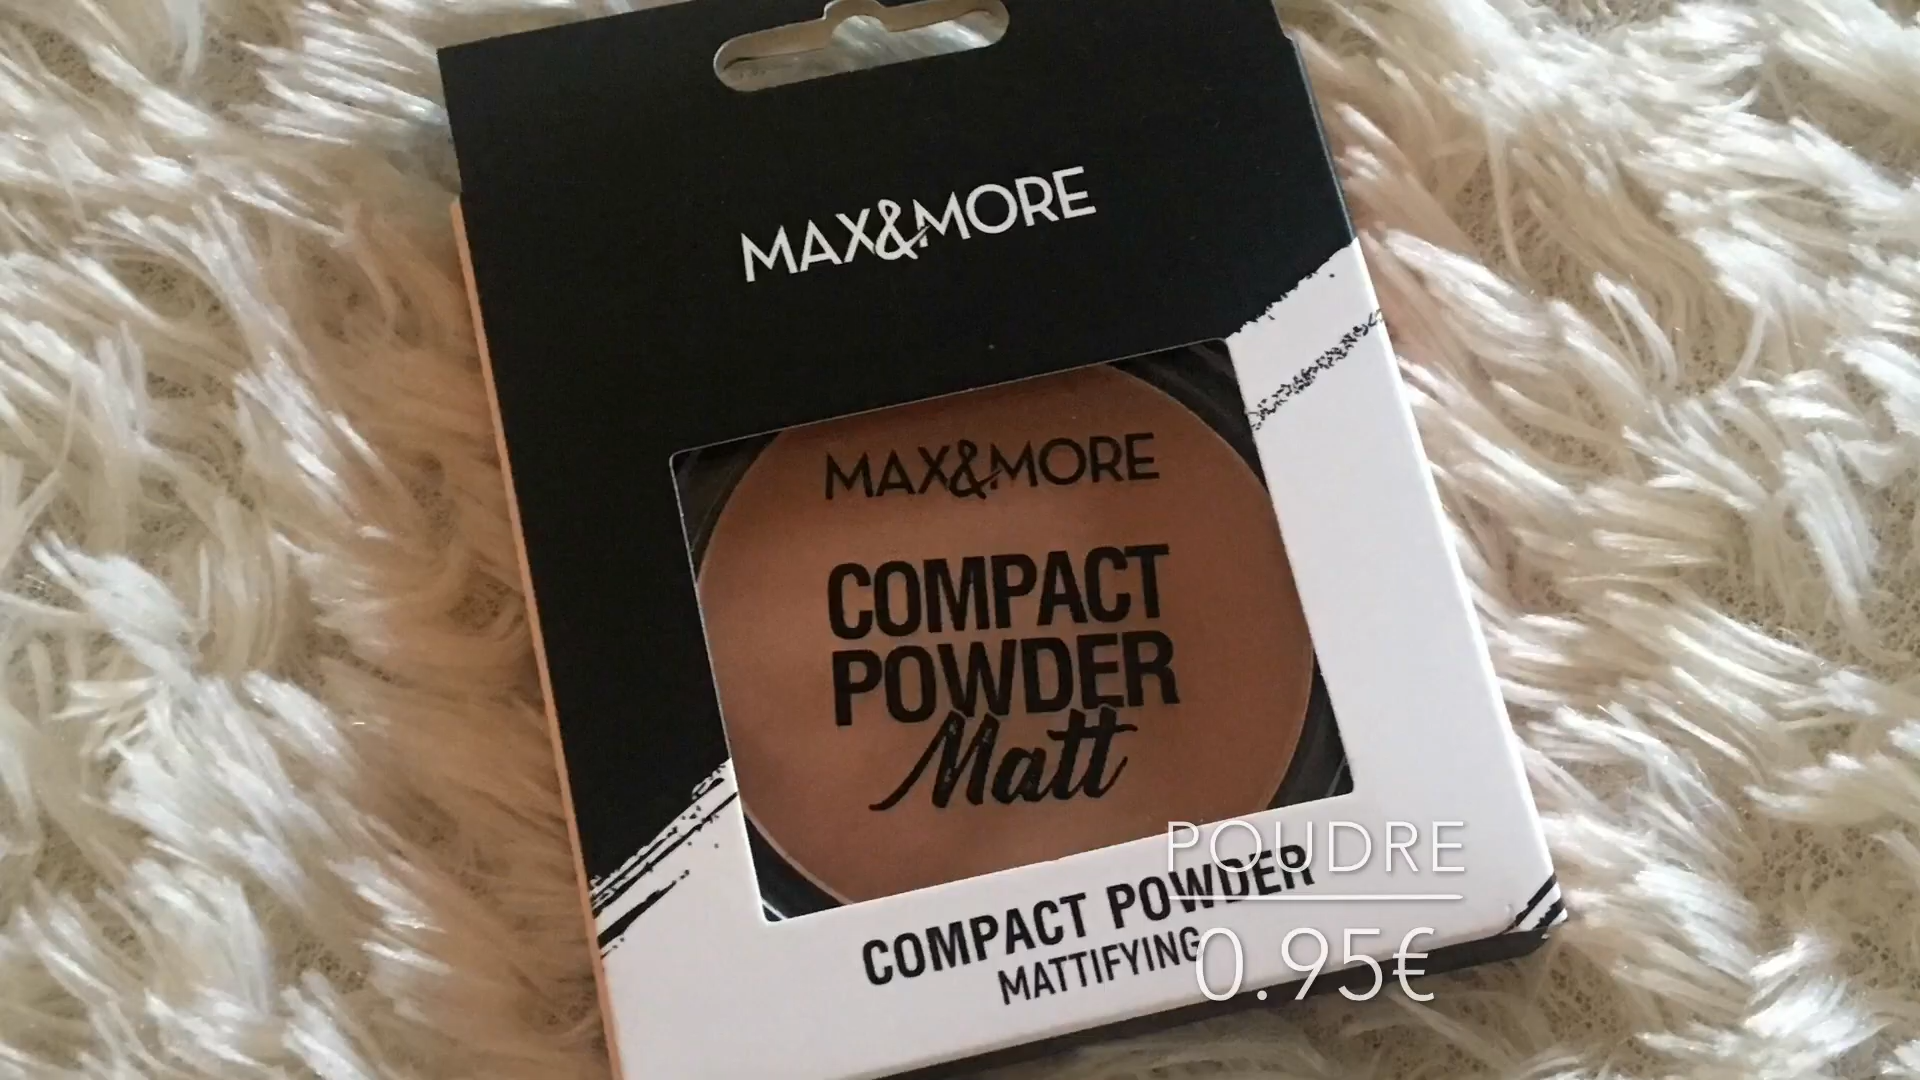 MAX&MORE
MAX&MORE
COMPACT
POWDER
Matt
COMPACT POWDER
MATTIFYING
POUDRE
0.95€